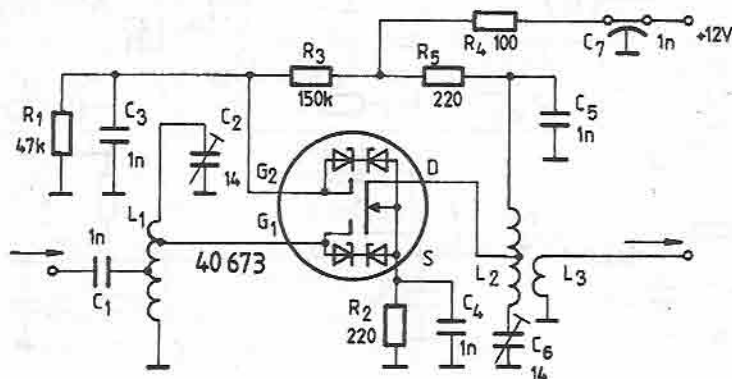 R4 100
C7 1n +12V
R3
150k
R5
220
R1
47k
C3
1n
C2
14
C5
1n
G2 D
L1
G1
1n
C1
40 673
S
L2 L3
R2
220
C4
1n
C6
14